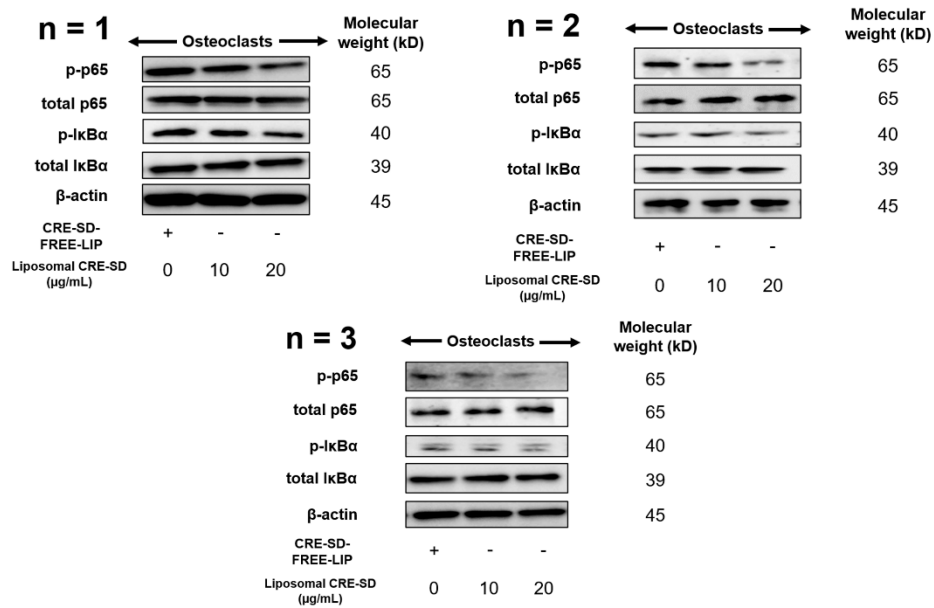 n = 1
Osteoclasts
Molecular
weight (kD)
p-p65
65
total p65
65
p-IκBα
40
total IκBα
39
β-actin
45
CRE-SD-
FREE-LIP
+ - -
Liposomal CRE-SD
(µg/mL)
0 10 20
n = 2
Osteoclasts
Molecular
weight (kD)
p-p65
65
total p65
65
p-IκBα
40
total IκBα
39
β-actin
45
CRE-SD-
FREE-LIP
+ - -
Liposomal CRE-SD
(µg/mL)
0 10 20
n = 3
Osteoclasts
Molecular
weight (kD)
p-p65
65
total p65
65
p-IκBα
40
total IκBα
39
β-actin
45
CRE-SD-
FREE-LIP
+ - -
Liposomal CRE-SD
(µg/mL)
0 10 20